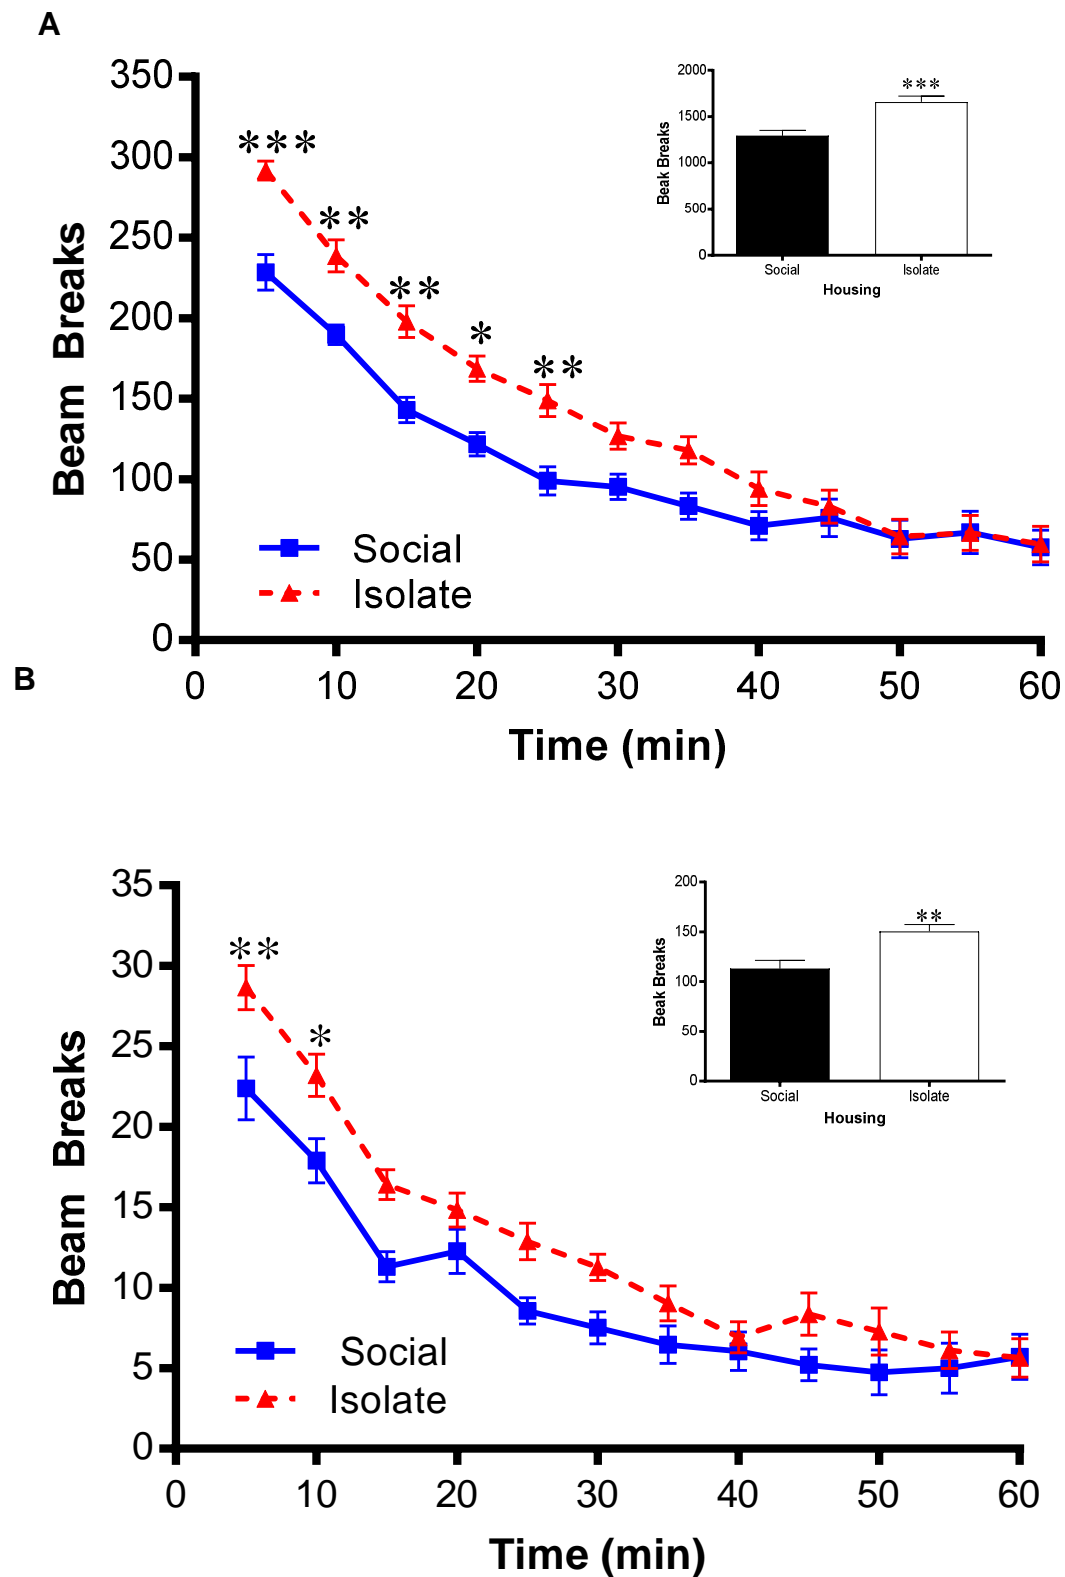 A
350
300
250
200
150
100
50
0
Beam Breaks
***
**
**
*
**
Social
Isolate
0 10 20 30 40 50 60
Time (min)
2000
1500
1000
500
0
Beak Breaks
***
Social Isolate
Housing
B
35
30
25
20
15
10
5
0
Beam Breaks
**
*
Social
Isolate
0 10 20 30 40 50 60
Time (min)
200
150
100
50
0
Beak Breaks
**
Social Isolate
Housing